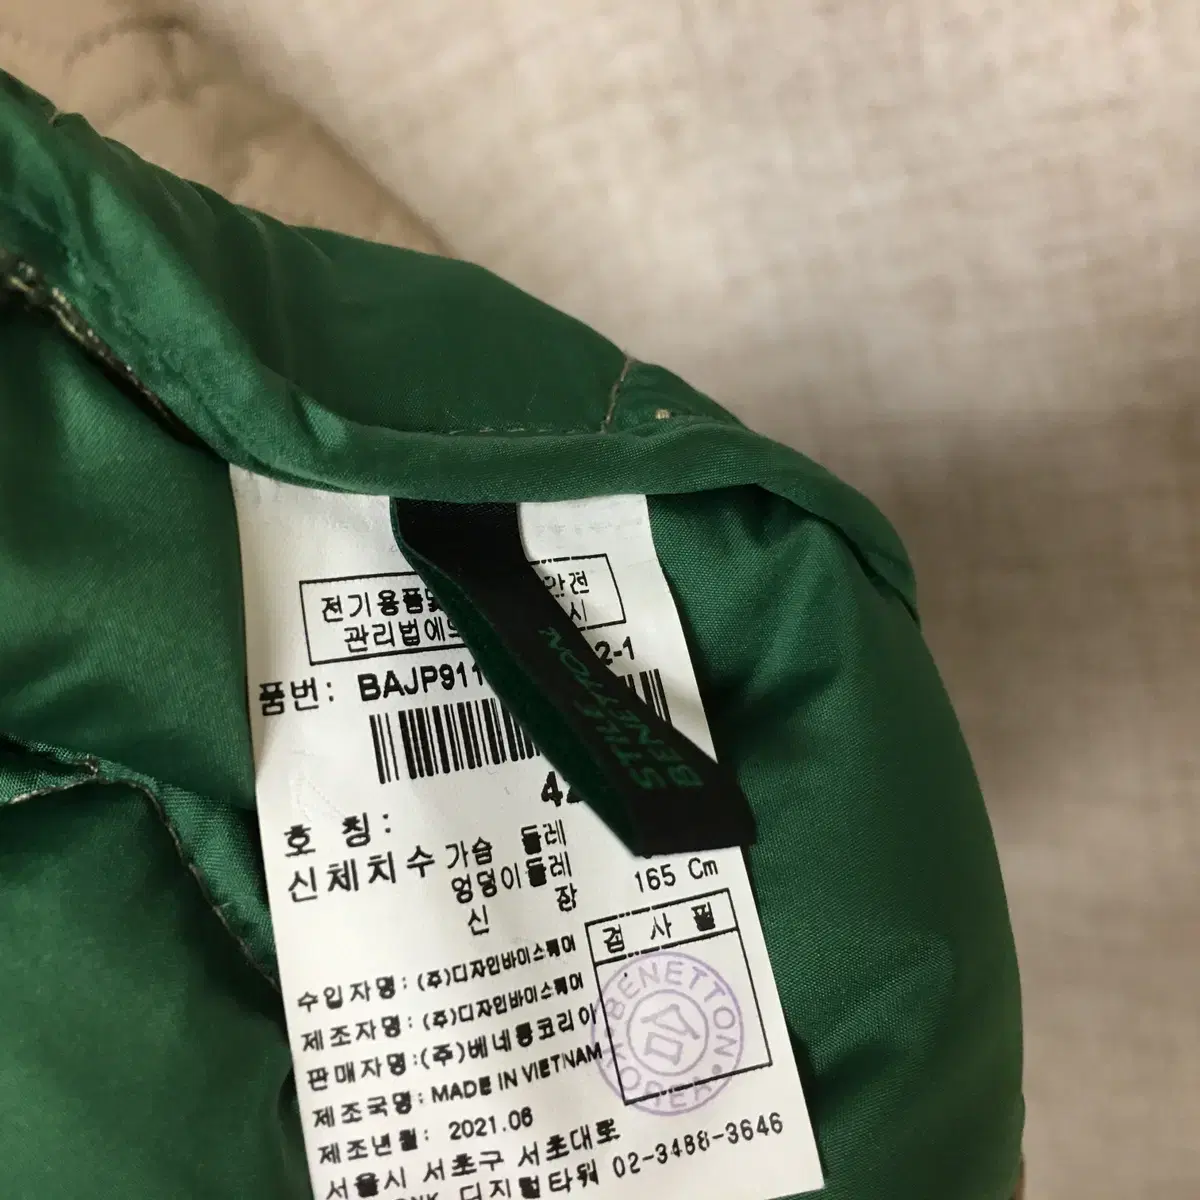 전기용품및 안전
관리법에 시
품번: BAJP911 2-1
42
호 칭:
신체치수 가슴 둘레
엉덩이둘레
신 장 165 Cm
검 사 필
BENETTON KOREA
합
수입자명: (주)디자인바이스퀘어
제조자명: (주)디자인바이스퀘어
판매자명:(주)베네통코리아
제조국명: MADE IN VIETNAM
제조년월: 2021.06
서울시 서초구 서초대로
디지털타워 02-3488-3646
BENETTON